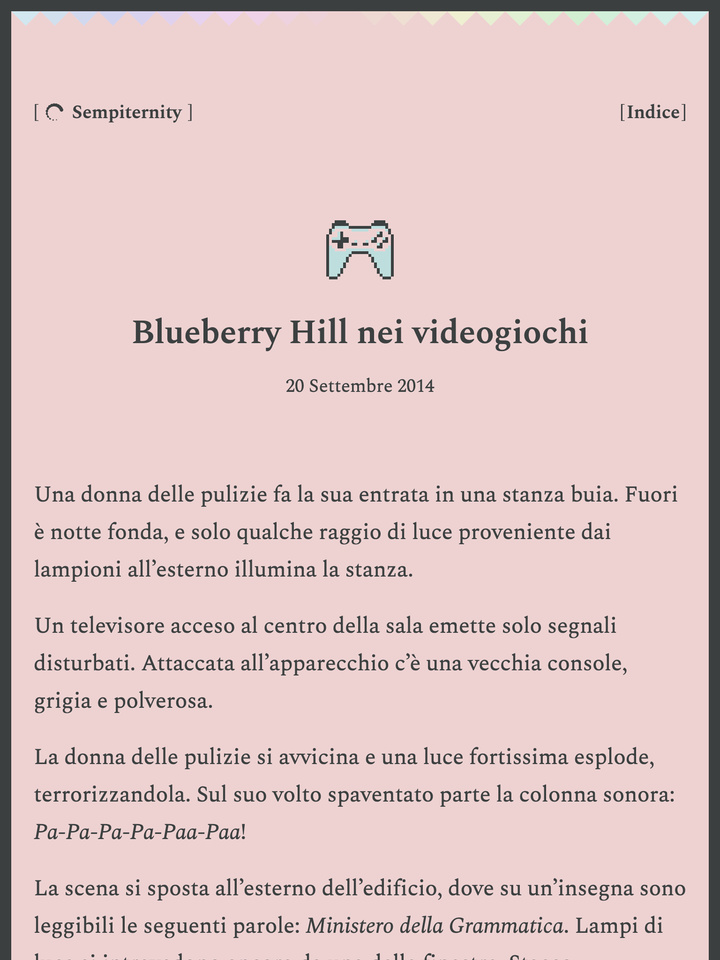 [ Sempiternity ]
[Indice]
Blueberry Hill nei videogiochi
20 Settembre 2014
Una donna delle pulizie fa la sua entrata in una stanza buia. Fuori
è notte fonda, e solo qualche raggio di luce proveniente dai
lampioni all’esterno illumina la stanza.
Un televisore acceso al centro della sala emette solo segnali
disturbati. Attaccata all’apparecchio c’è una vecchia console,
grigia e polverosa.
La donna delle pulizie si avvicina e una luce fortissima esplode,
terrorizzandola. Sul suo volto spaventato parte la colonna sonora:
Pa-Pa-Pa-Pa-Paa-Paa!
La scena si sposta all’esterno dell’edificio, dove su un’insegna sono
leggibili le seguenti parole: Ministero della Grammatica. Lampi di